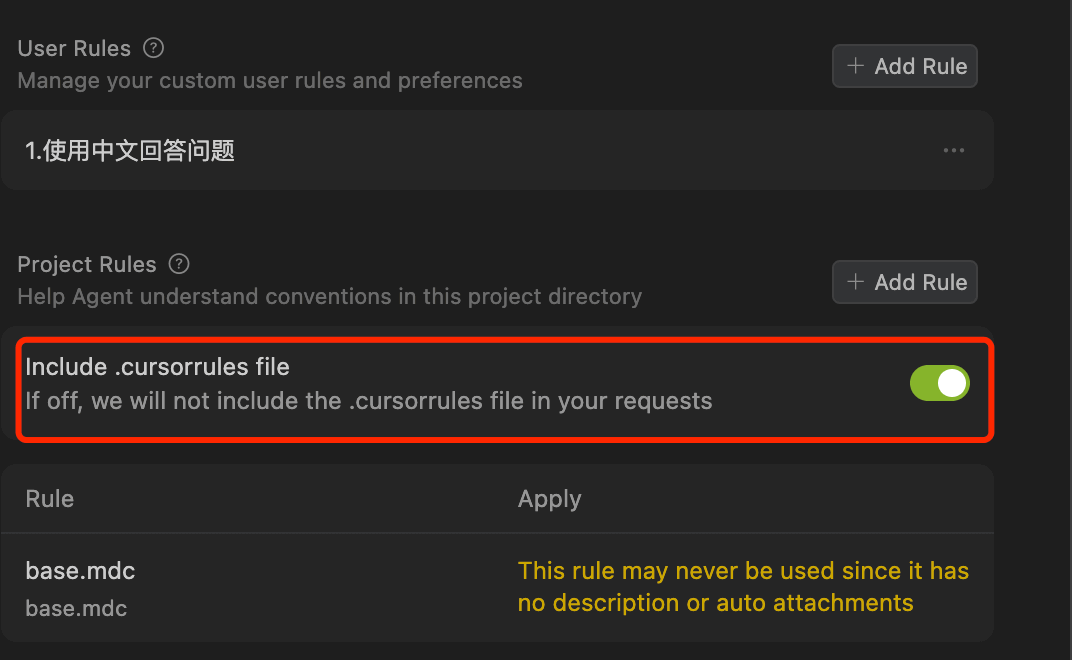 User Rules ?
Manage your custom user rules and preferences
+ Add Rule
1.使用中文回答问题
Project Rules ?
Help Agent understand conventions in this project directory
+ Add Rule
Include .cursorrules file
If off, we will not include the .cursorrules file in your requests
Rule
Apply
base.mdc
base.mdc
This rule may never be used since it has
no description or auto attachments